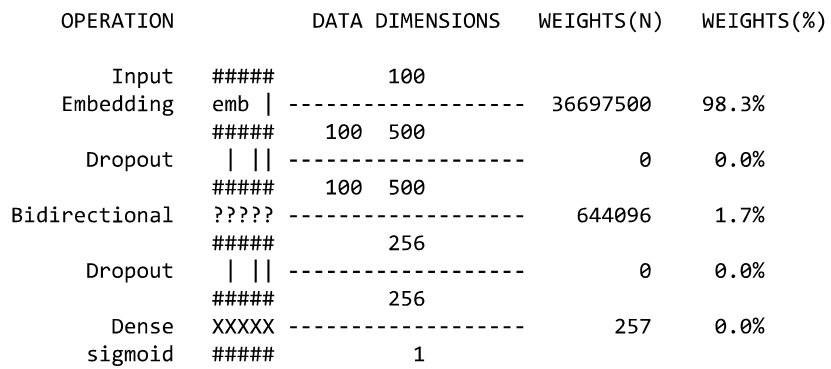 OPERATION DATA DIMENSIONS WEIGHTS(N) WEIGHTS(%)
Input ##### 100
Embedding emb | ------------------- 36697500 98.3%
##### 100 500
Dropout | || ------------------- 0 0.0%
##### 100 500
Bidirectional ????? ------------------- 644096 1.7%
##### 256
Dropout | || ------------------- 0 0.0%
##### 256
Dense XXXXX ------------------- 257 0.0%
sigmoid ##### 1